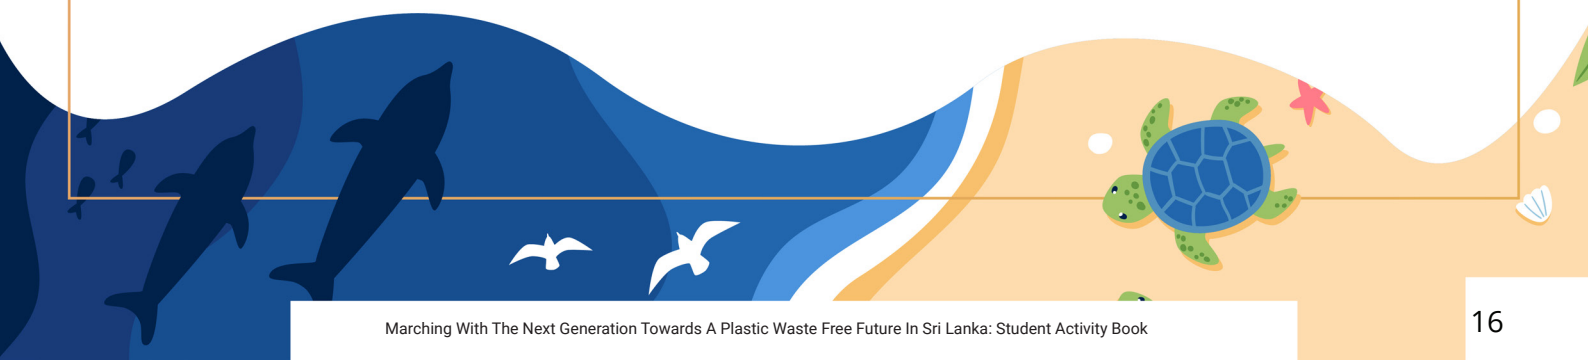 Marching With The Next Generation Towards A Plastic Waste Free Future In Sri Lanka: Student Activity Book
16